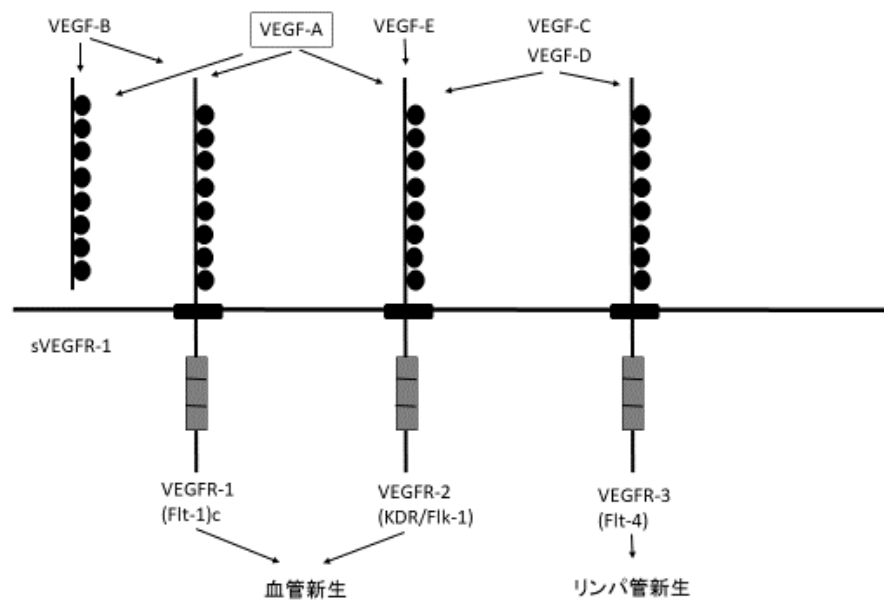 VEGF-B
VEGF-A
VEGF-E
VEGF-C
VEGF-D
sVEGFR-1
VEGFR-1
(Flt-1)c
VEGFR-2
(KDR/Flk-1)
VEGFR-3
(Flt-4)
血管新生
リンパ管新生